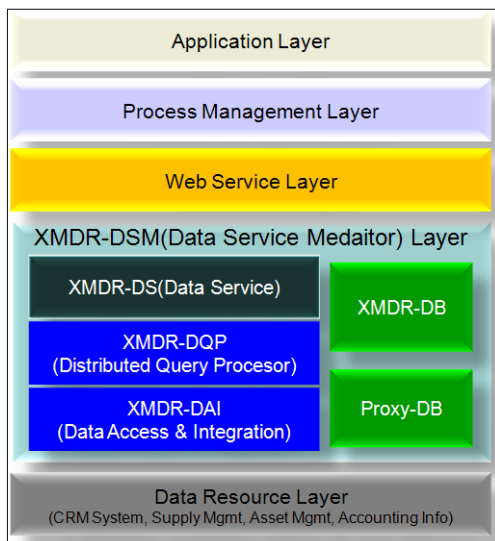 Application Layer
Process Management Layer
Web Service Layer
XMDR-DSM(Data Service Medaitor) Layer
XMDR-DS(Data Service)
XMDR-DQP
(Distributed Query Procesor)
XMDR-DAI
(Data Access & Integration)
XMDR-DB
Proxy-DB
Data Resource Layer
(CRM System, Supply Mgmt, Asset Mgmt, Accounting Info)